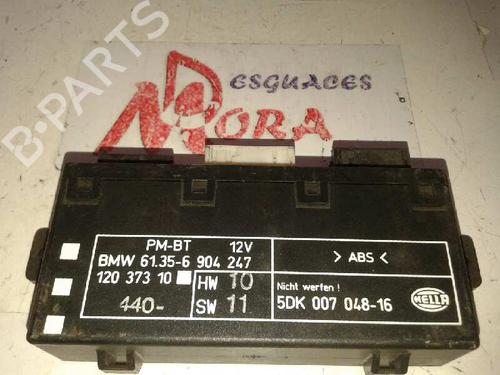 B-PARTS
DESGUACES
MORA
PM-BT 12V
BMW 61.35-6 904 247
120 373 10 HW 10
440- SW 11
> ABS <
Nicht werfen !
5DK 007 048-16
HELLA